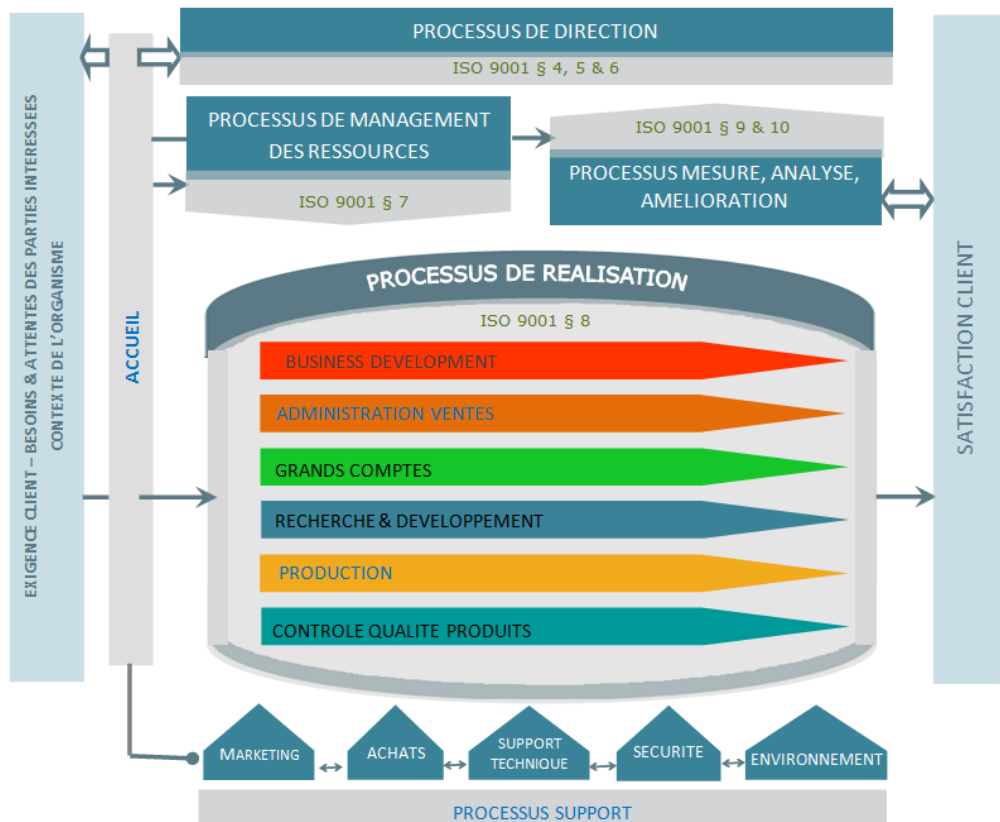 PROCESSUS DE DIRECTION
ISO 9001 § 4, 5 & 6
PROCESSUS DE MANAGEMENT
DES RESSOURCES
ISO 9001 § 7
ISO 9001 § 9 & 10
PROCESSUS MESURE, ANALYSE,
AMELIORATION
EXIGENCE CLIENT – BESOINS & ATTENTES DES PARTIES INTERESSEES
CONTEXTE DE L’ORGANISME
ACCUEIL
PROCESSUS DE REALISATION
ISO 9001 § 8
BUSINESS DEVELOPMENT
ADMINISTRATION VENTES
GRANDS COMPTES
RECHERCHE & DEVELOPPEMENT
PRODUCTION
CONTROLE QUALITE PRODUITS
SATISFACTION CLIENT
MARKETING
ACHATS
SUPPORT
TECHNIQUE
SECURITE
ENVIRONNEMENT
PROCESSUS SUPPORT